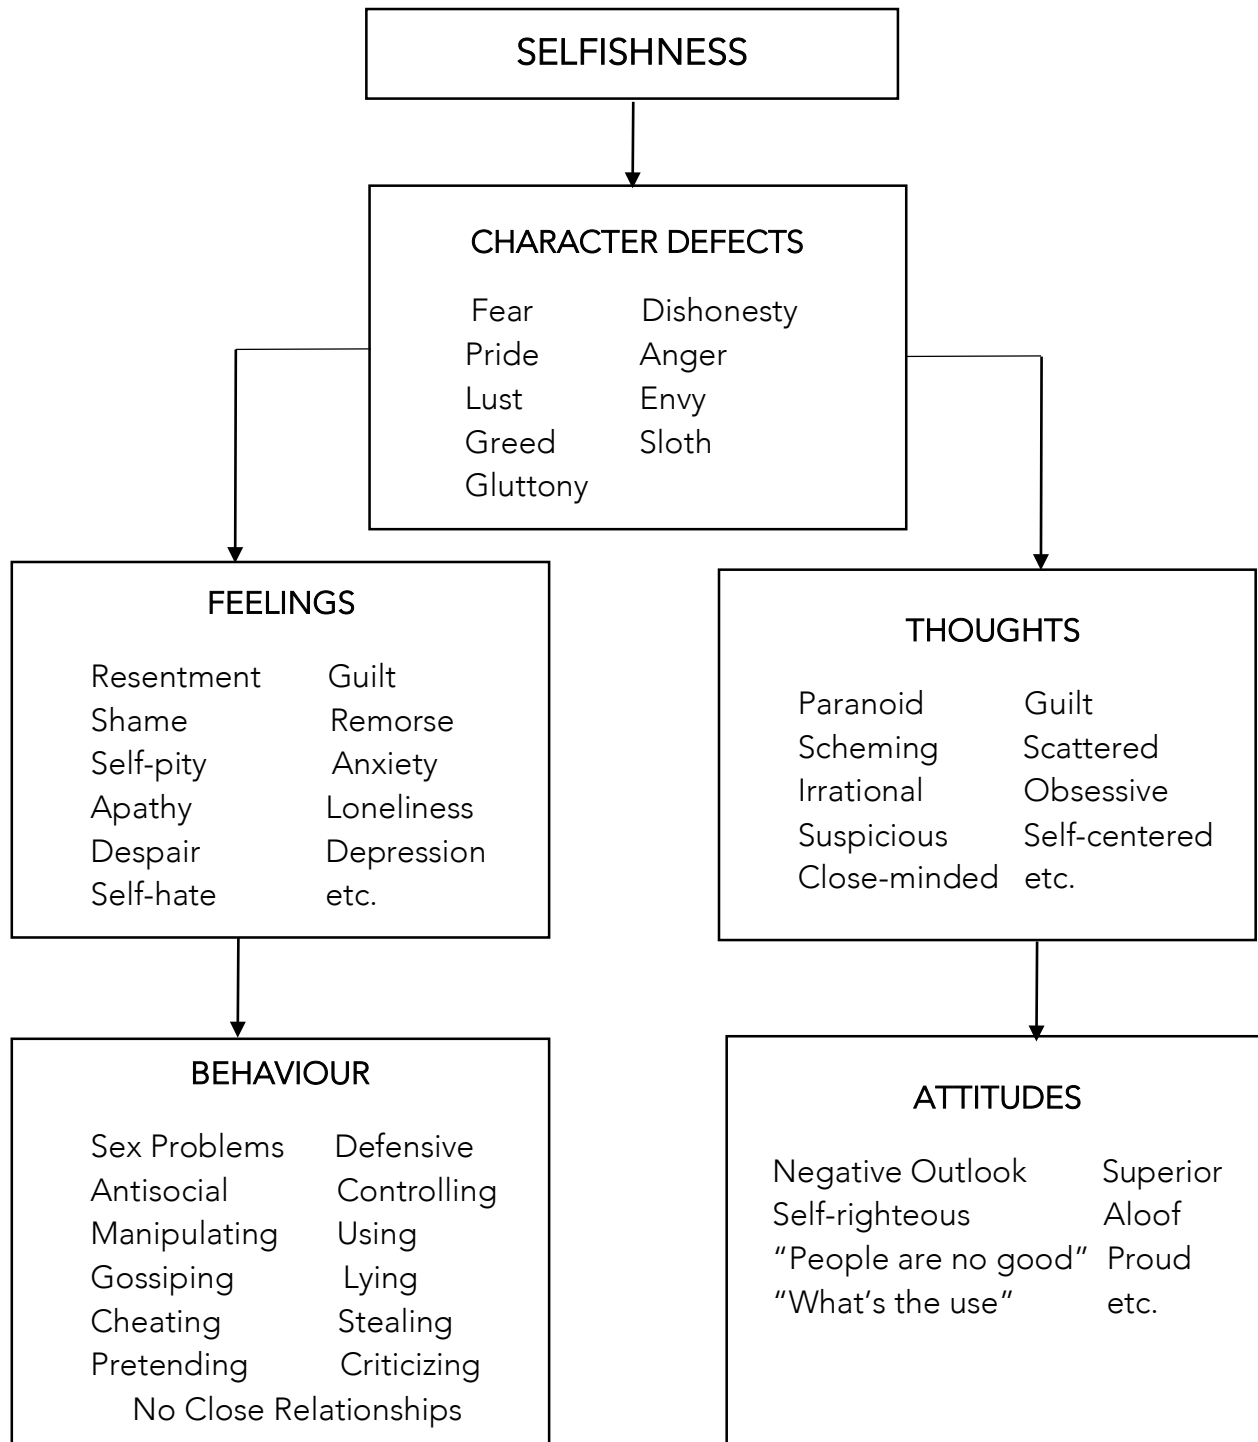 SELFISHNESS
CHARACTER DEFECTS
Fear Dishonesty
Pride Anger
Lust Envy
Greed Sloth
Gluttony
FEELINGS
Resentment Guilt
Shame Remorse
Self-pity Anxiety
Apathy Loneliness
Despair Depression
Self-hate etc.
THOUGHTS
Paranoid Guilt
Scheming Scattered
Irrational Obsessive
Suspicious Self-centered
Close-minded etc.
BEHAVIOUR
Sex Problems Defensive
Antisocial Controlling
Manipulating Using
Gossiping Lying
Cheating Stealing
Pretending Criticizing
No Close Relationships
ATTITUDES
Negative Outlook Superior
Self-righteous Aloof
“People are no good” Proud
“What’s the use” etc.